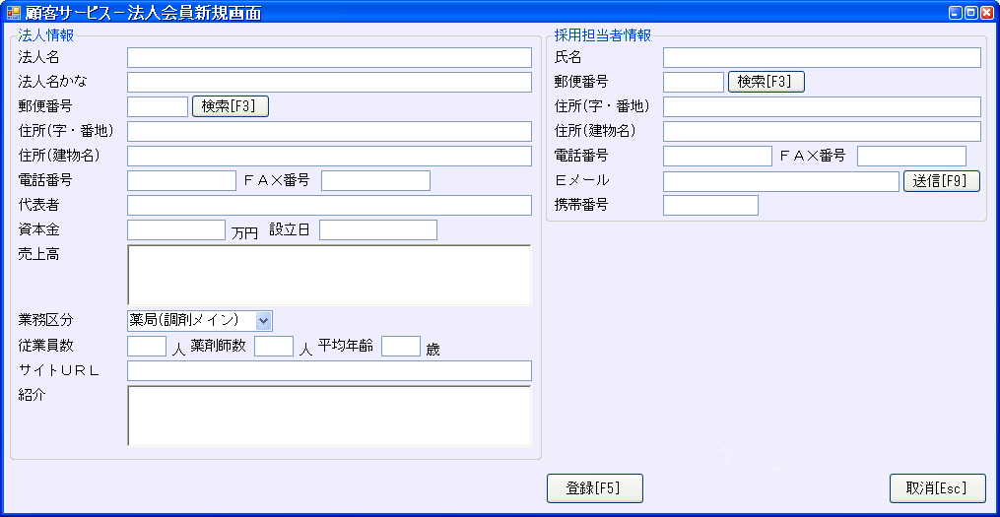 顧客サービス－法人会員新規画面
法人情報
法人名
法人名かな
郵便番号 検索[F3]
住所(字・番地)
住所(建物名)
電話番号 ＦＡＸ番号
代表者
資本金 万円 設立日
売上高
業務区分 薬局(調剤メイン)
従業員数 人 薬剤師数 人 平均年齢 歳
サイトＵＲＬ
紹介
採用担当者情報
氏名
郵便番号 検索[F3]
住所(字・番地)
住所(建物名)
電話番号 ＦＡＸ番号
Ｅメール 送信[F9]
携帯番号
登録[F5] 取消[Esc]